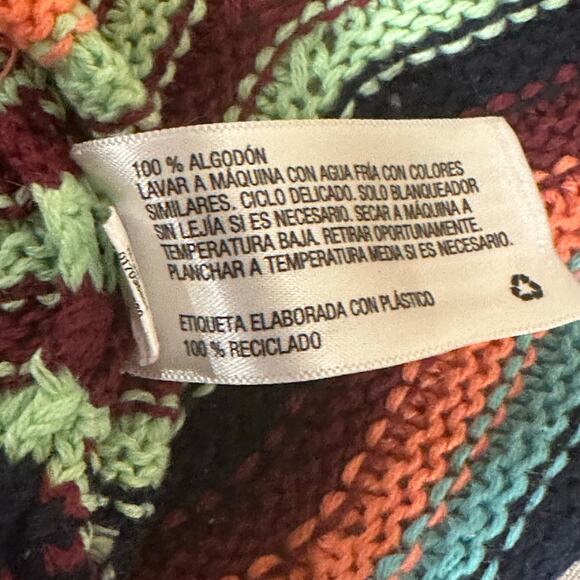 100 % ALGODÓN
LAVAR A MÁQUINA CON AGUA FRÍA CON COLORES
SIMILARES. CICLO DELICADO. SOLO BLANQUEADOR
SIN LEJÍA SI ES NECESARIO. SECAR A MÁQUINA A
TEMPERATURA BAJA. RETIRAR OPORTUNAMENTE.
PLANCHAR A TEMPERATURA MEDIA SI ES NECESARIO.
ETIQUETA ELABORADA CON PLÁSTICO
100 % RECICLADO